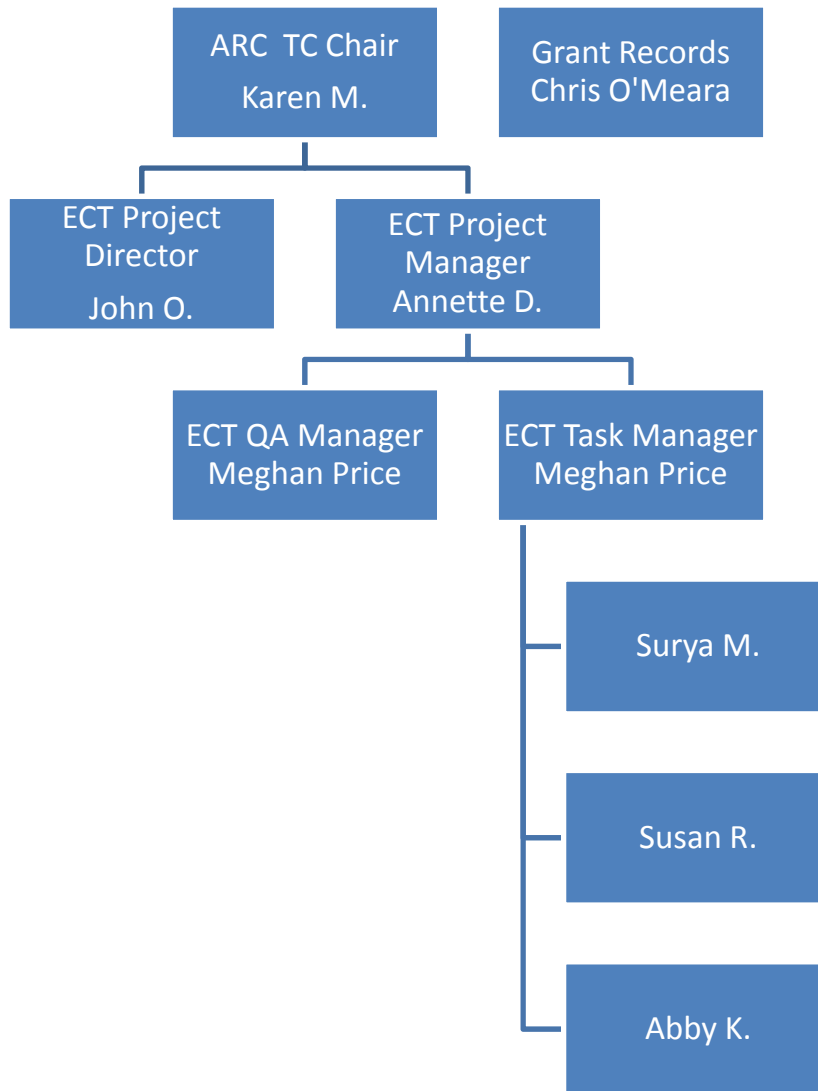 ARC  TC Chair
Karen M.
Grant Records
Chris O'Meara
ECT Project
Director
John O.
ECT Project
Manager
Annette D.
ECT QA Manager
Meghan Price
ECT Task Manager
Meghan Price
Surya M.
Susan R.
Abby K.